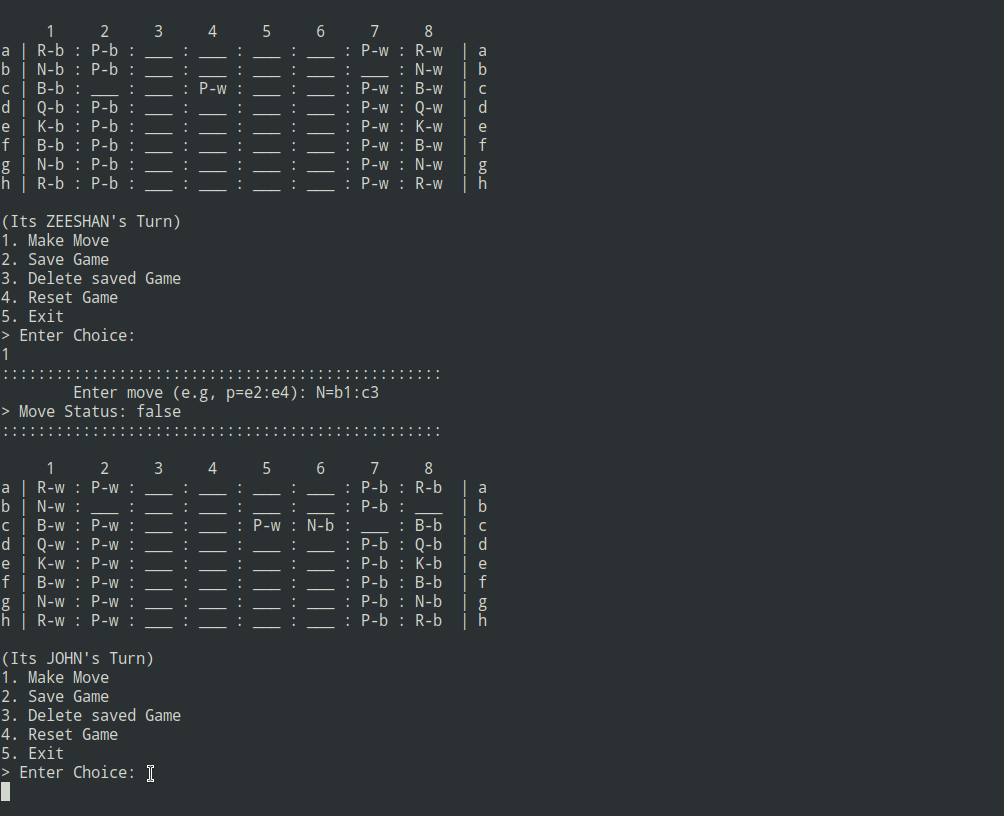 1 2 3 4 5 6 7 8
a | R-b : P-b : ___ : ___ : ___ : ___ : P-w : R-w | a
b | N-b : P-b : ___ : ___ : ___ : ___ : ___ : N-w | b
c | B-b : ___ : ___ : P-w : ___ : ___ : P-w : B-w | c
d | Q-b : P-b : ___ : ___ : ___ : ___ : P-w : Q-w | d
e | K-b : P-b : ___ : ___ : ___ : ___ : P-w : K-w | e
f | B-b : P-b : ___ : ___ : ___ : ___ : P-w : B-w | f
g | N-b : P-b : ___ : ___ : ___ : ___ : P-w : N-w | g
h | R-b : P-b : ___ : ___ : ___ : ___ : P-w : R-w | h
(Its ZEESHAN's Turn)
1. Make Move
2. Save Game
3. Delete saved Game
4. Reset Game
5. Exit
> Enter Choice:
1
:::::::::::::::::::::::::::::::::::::::::::::::::
Enter move (e.g, p=e2:e4): N=b1:c3
> Move Status: false
:::::::::::::::::::::::::::::::::::::::::::::::::
1 2 3 4 5 6 7 8
a | R-w : P-w : ___ : ___ : ___ : ___ : P-b : R-b | a
b | N-w : ___ : ___ : ___ : ___ : ___ : P-b : ___ | b
c | B-w : P-w : ___ : ___ : P-w : N-b : ___ : B-b | c
d | Q-w : P-w : ___ : ___ : ___ : ___ : P-b : Q-b | d
e | K-w : P-w : ___ : ___ : ___ : ___ : P-b : K-b | e
f | B-w : P-w : ___ : ___ : ___ : ___ : P-b : B-b | f
g | N-w : P-w : ___ : ___ : ___ : ___ : P-b : N-b | g
h | R-w : P-w : ___ : ___ : ___ : ___ : P-b : R-b | h
(Its JOHN's Turn)
1. Make Move
2. Save Game
3. Delete saved Game
4. Reset Game
5. Exit
> Enter Choice: